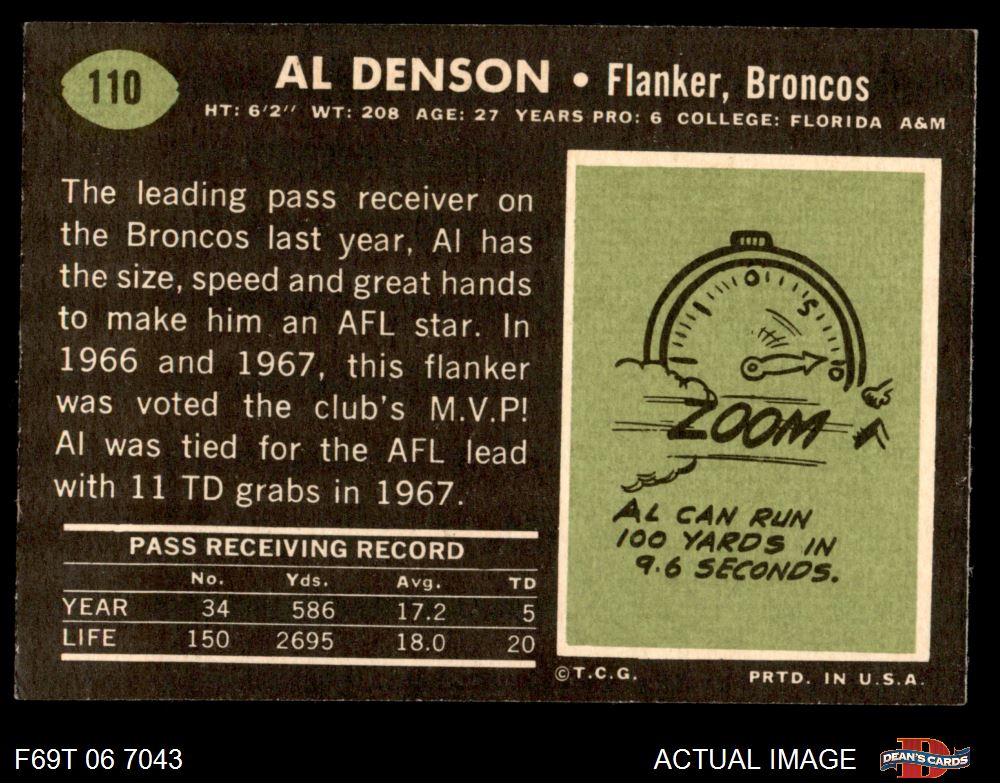 110
AL DENSON • Flanker, Broncos
HT: 6'2'' WT: 208 AGE: 27 YEARS PRO: 6 COLLEGE: FLORIDA A&M
The leading pass receiver on
the Broncos last year, Al has
the size, speed and great hands
to make him an AFL star. In
1966 and 1967, this flanker
was voted the club's M.V.P!
Al was tied for the AFL lead
with 11 TD grabs in 1967.
PASS RECEIVING RECORD
No. Yds. Avg. TD
YEAR 34 586 17.2 5
LIFE 150 2695 18.0 20
0
5
10
ZOOM
AL CAN RUN
100 YARDS IN
9.6 SECONDS.
©T.C.G. PRTD. IN U.S.A.
F69T 06 7043
ACTUAL IMAGE
DEAN'S CARDS